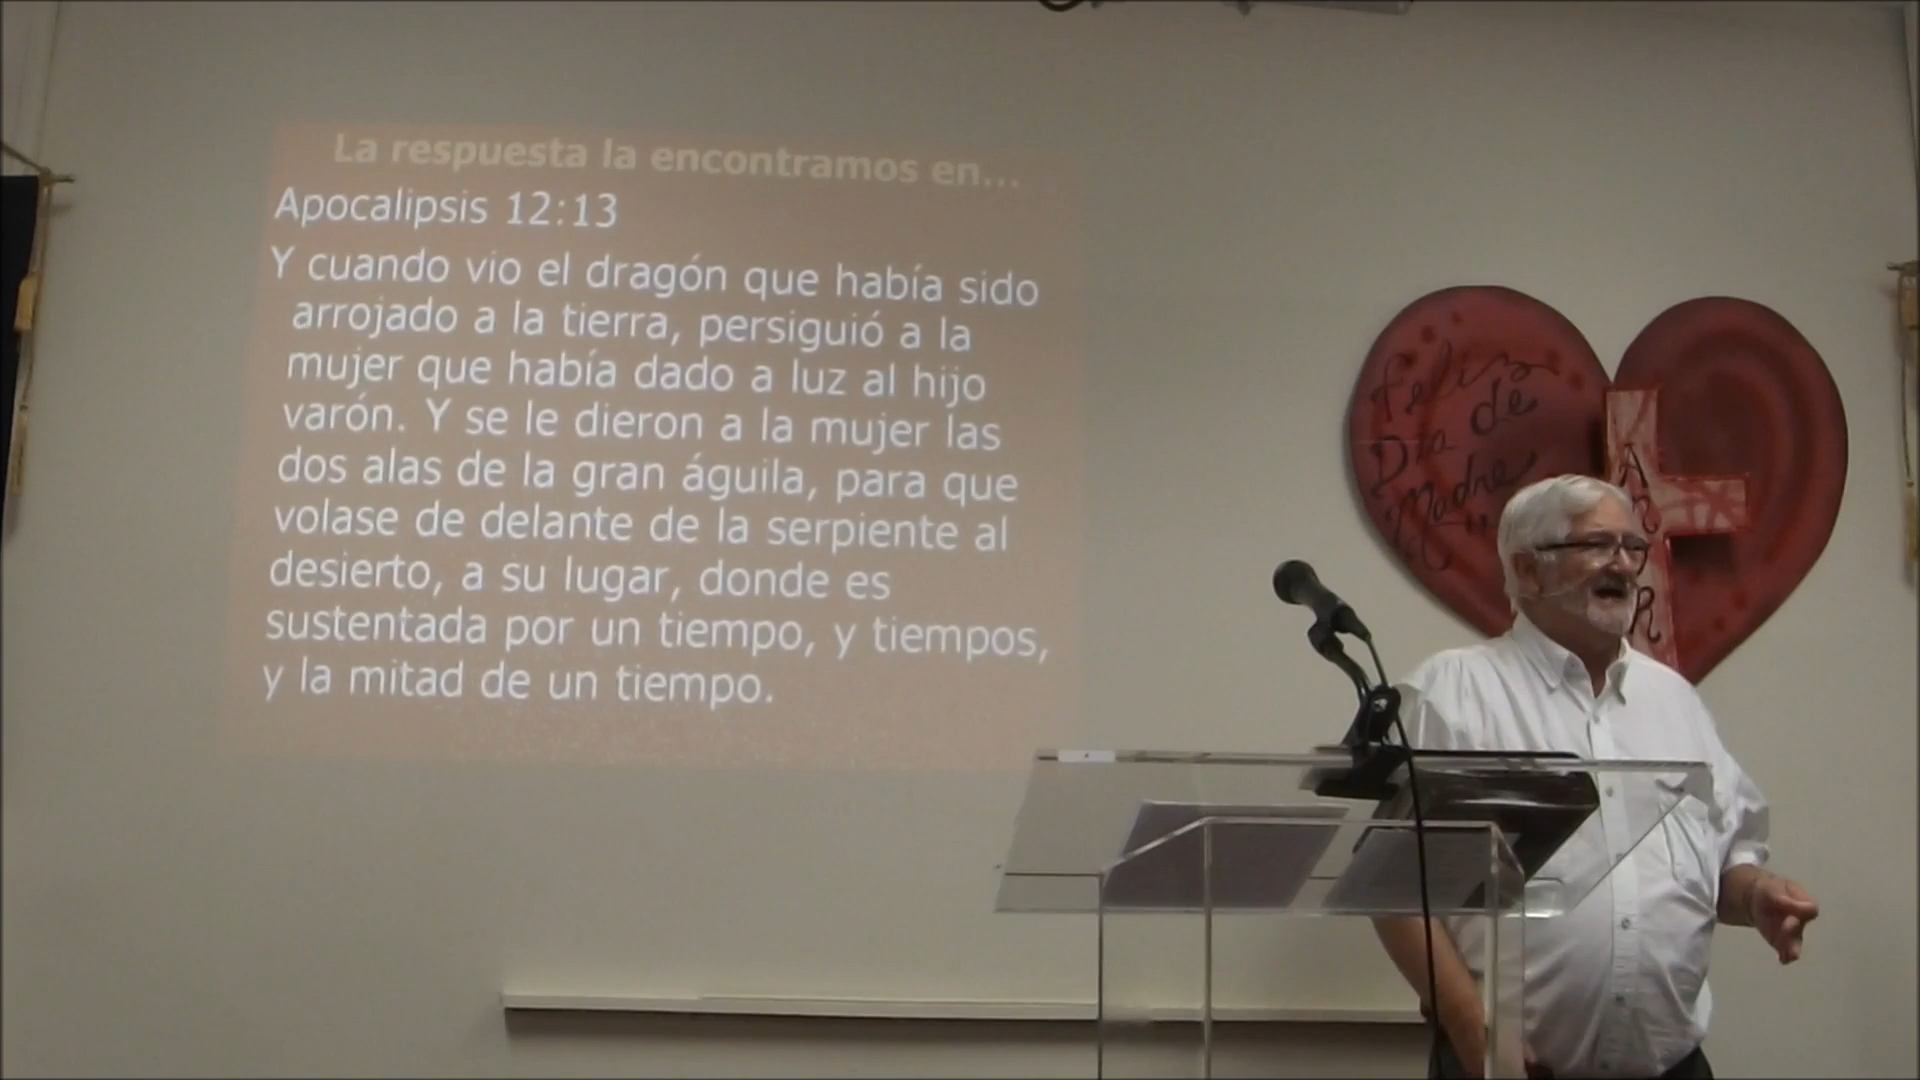 La respuesta la encontramos en...
Apocalipsis 12:13
Y cuando vio el dragón que había sido
arrojado a la tierra, persiguió a la
mujer que había dado a luz al hijo
varón. Y se le dieron a la mujer las
dos alas de la gran águila, para que
volase de delante de la serpiente al
desierto, a su lugar, donde es
sustentada por un tiempo, y tiempos,
y la mitad de un tiempo.
Feliz
Dia de
Madre